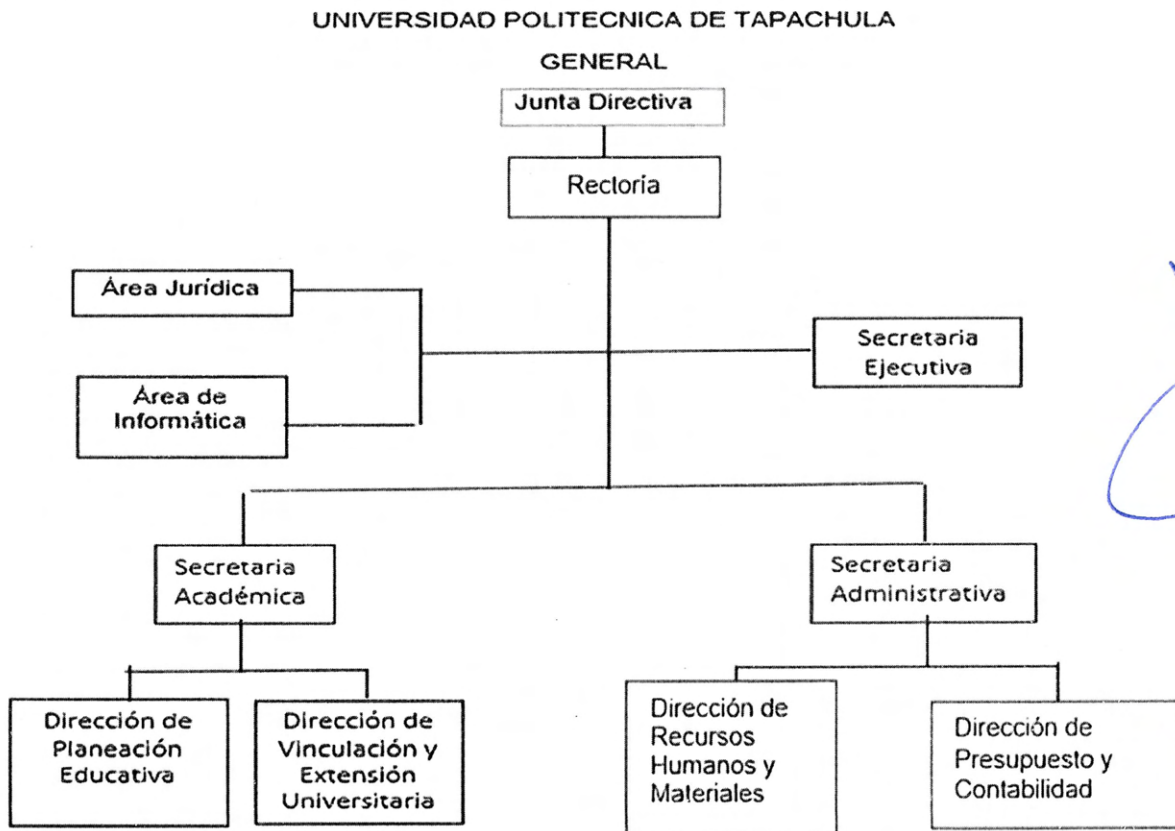 UNIVERSIDAD POLITECNICA DE TAPACHULA
GENERAL
Junta Directiva
Rectoría
Área Jurídica
Secretaria
Ejecutiva
Área de
Informática
Secretaria
Académica
Secretaria
Administrativa
Dirección de
Planeación
Educativa
Dirección de
Vinculación y
Extensión
Universitaria
Dirección de
Recursos
Humanos y
Materiales
Dirección de
Presupuesto y
Contabilidad